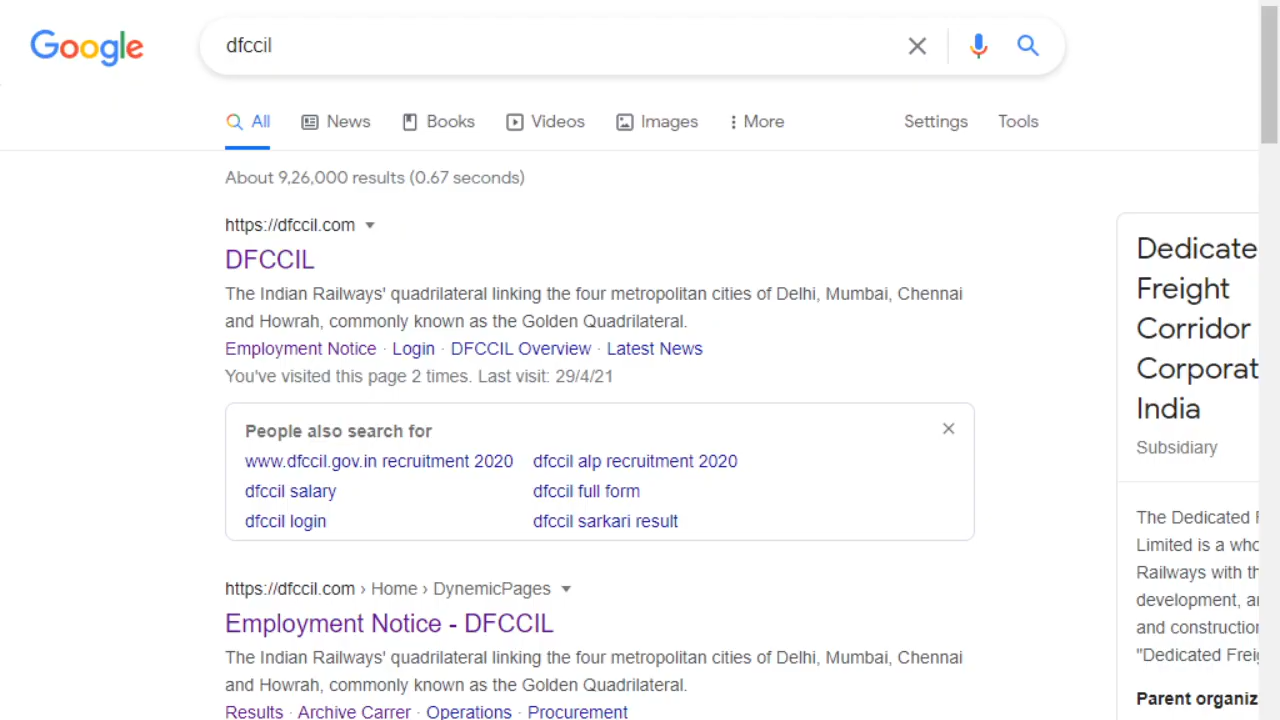 Google
dfccil
All News Books Videos Images More Settings Tools
About 9,26,000 results (0.67 seconds)
https://dfccil.com
DFCCIL
The Indian Railways' quadrilateral linking the four metropolitan cities of Delhi, Mumbai, Chennai
and Howrah, commonly known as the Golden Quadrilateral.
Employment Notice · Login · DFCCIL Overview · Latest News
You've visited this page 2 times. Last visit: 29/4/21
People also search for
www.dfccil.gov.in recruitment 2020 dfccil alp recruitment 2020
dfccil salary dfccil full form
dfccil login dfccil sarkari result
https://dfccil.com › Home › DynemicPages
Employment Notice - DFCCIL
The Indian Railways' quadrilateral linking the four metropolitan cities of Delhi, Mumbai, Chennai
and Howrah, commonly known as the Golden Quadrilateral.
Results · Archive Carrer · Operations · Procurement
Dedicate
Freight
Corridor
Corporat
India
Subsidiary
The Dedicated
Limited is a who
Railways with th
development, a
and construction
"Dedicated Frei
Parent organiz